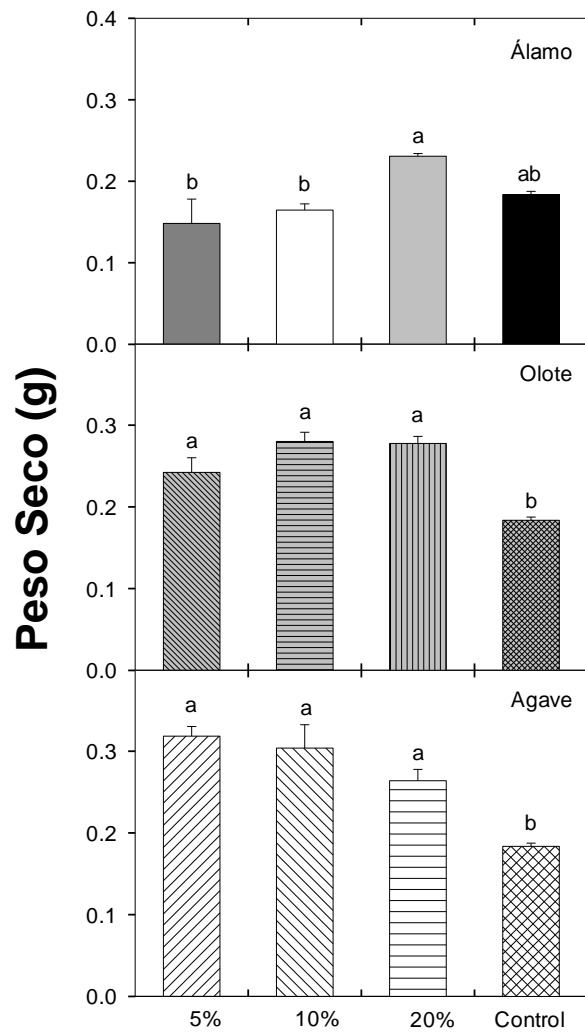 Peso Seco (g)
0.4
Álamo
0.3
a
0.2
b
b
ab
0.1
0.0
Olote
0.3
a
a
a
0.2
b
0.1
0.0
Agave
a
a
0.3
a
0.2
b
0.1
0.0
5% 10% 20% Control